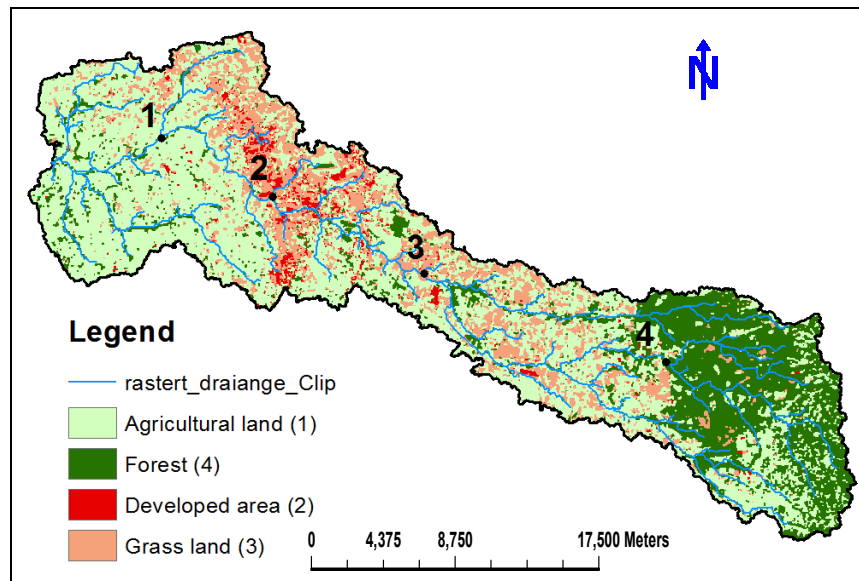 N
1
2
3
4
Legend
rastert_draiange_Clip
Agricultural land (1)
Forest (4)
Developed area (2)
Grass land (3)
0 4,375 8,750 17,500 Meters